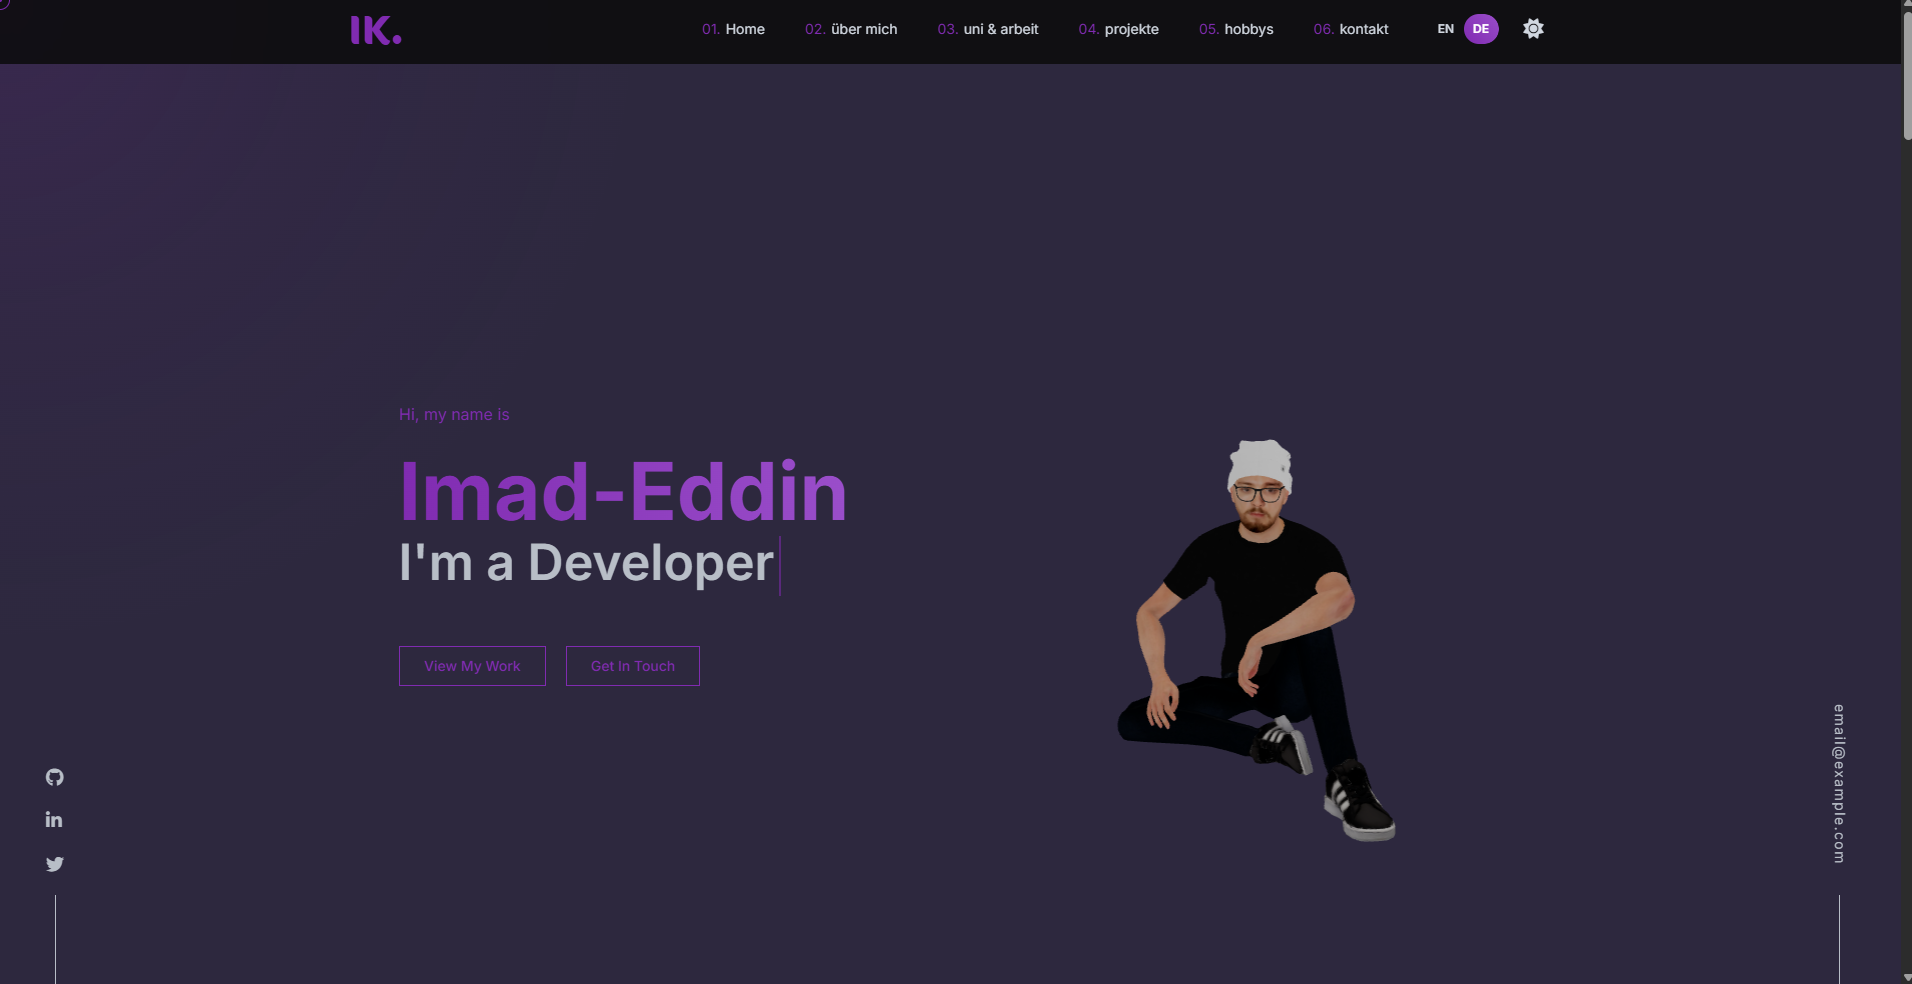 IK.
01. Home 02. über mich 03. uni & arbeit 04. projekte 05. hobbys 06. kontakt EN DE
Hi, my name is
Imad-Eddin
I'm a Developer
View My Work Get In Touch
in
email@example.com